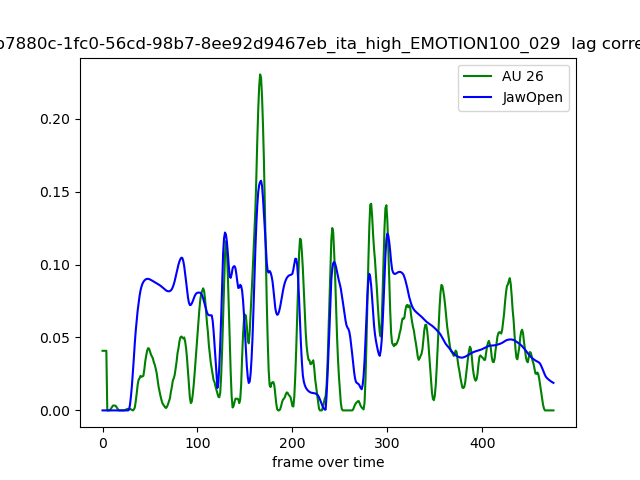 b7880c-1fc0-56cd-98b7-8ee92d9467eb_ita_high_EMOTION100_029 lag corre
AU 26
JawOpen
0.20
0.15
0.10
0.05
0.00
0
100
200
300
400
frame over time